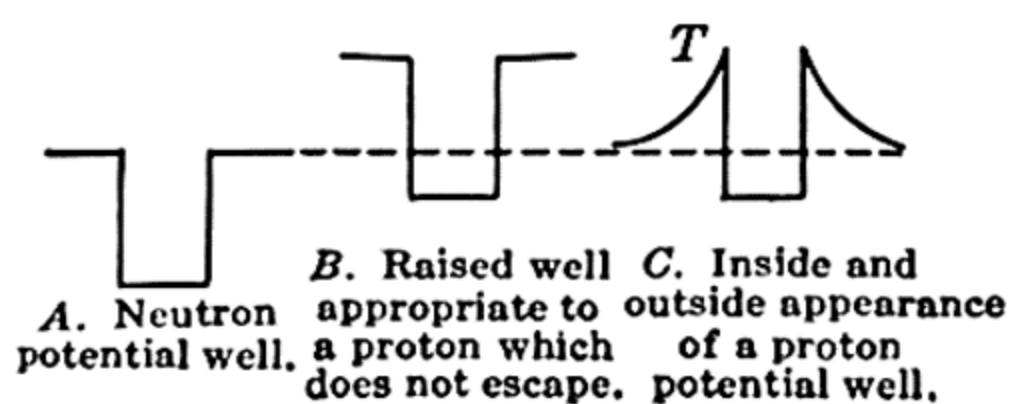 T
A. Neutron
potential well.
B. Raised well
appropriate to
a proton which
does not escape.
C. Inside and
outside appearance
of a proton
potential well.